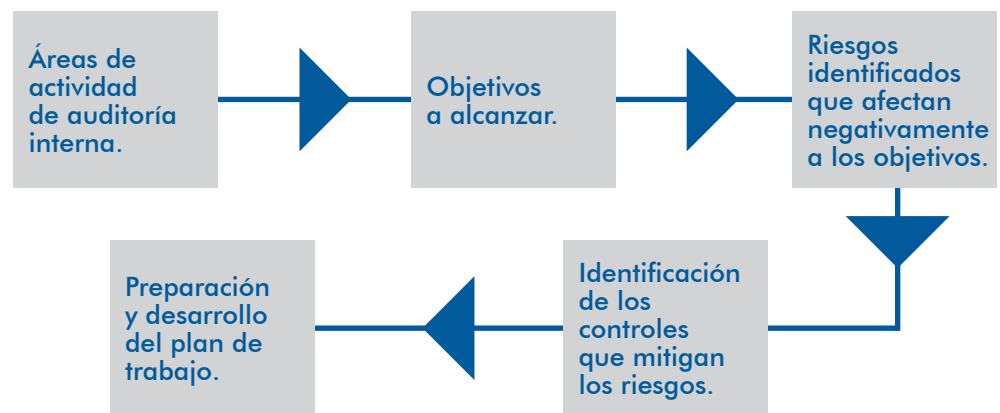 Áreas de
actividad
de auditoría
interna.
Objetivos
a alcanzar.
Riesgos
identificados
que afectan
negativamente
a los objetivos.
Identificación
de los
controles
que mitigan
los riesgos.
Preparación
y desarrollo
del plan de
trabajo.